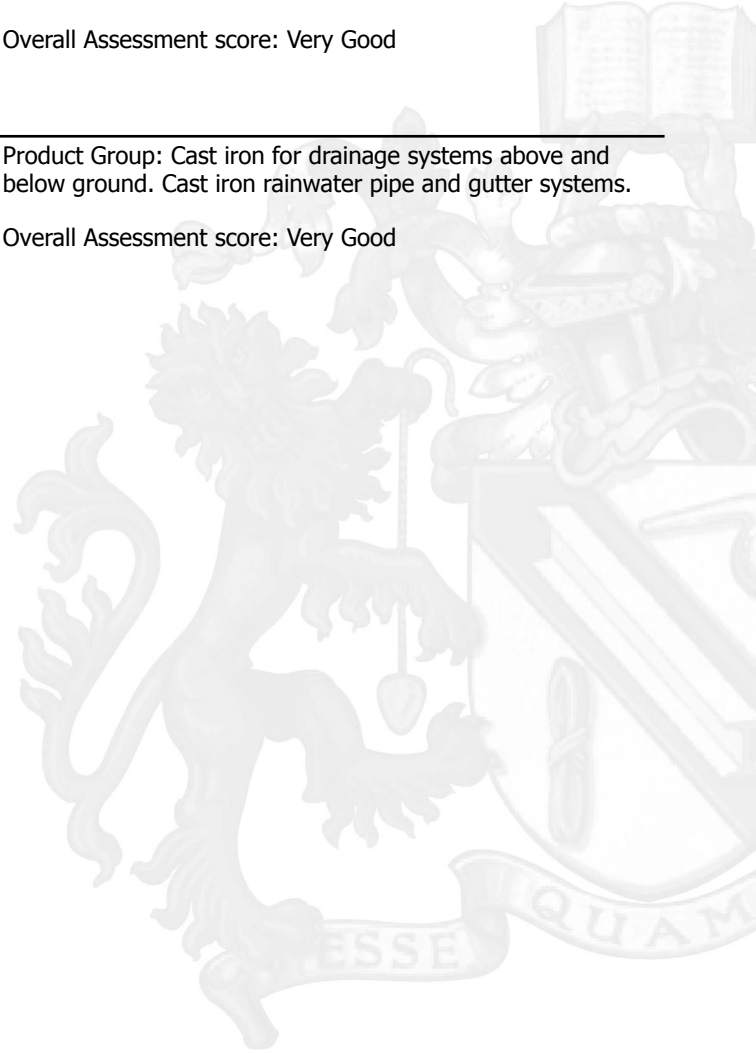 Overall Assessment score: Very Good
Product Group: Cast iron for drainage systems above and
below ground. Cast iron rainwater pipe and gutter systems.
Overall Assessment score: Very Good
ESSE QUAM